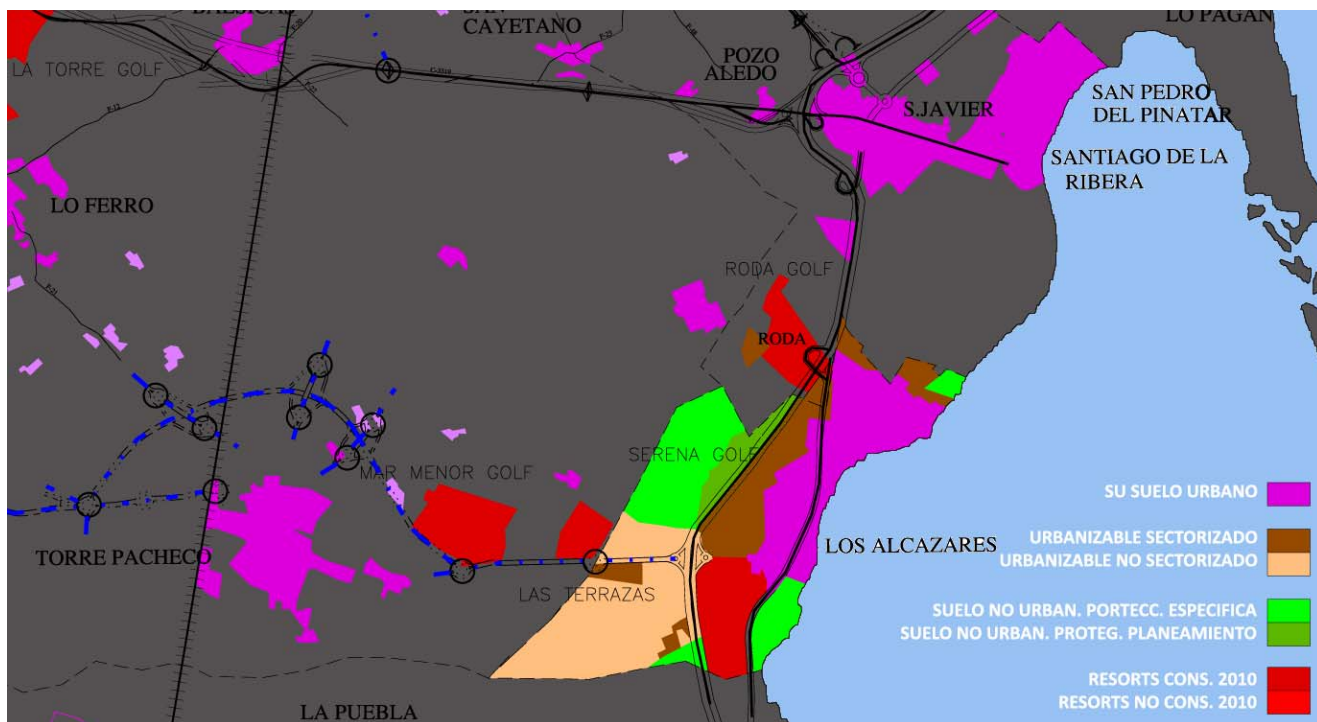 BALSICAS
SAN
CAYETANO
LO PAGAN
LA TORRE GOLF
POZO
ALEDO
S.JAVIER
SAN PEDRO
DEL PINATAR
SANTIAGO DE LA
RIBERA
LO FERRO
RODA GOLF
RODA
SERENA GOLF
MAR MENOR GOLF
TORRE PACHECO
LAS TERRAZAS
LOS ALCAZARES
LA PUEBLA
SU SUELO URBANO
URBANIZABLE SECTORIZADO
URBANIZABLE NO SECTORIZADO
SUELO NO URBAN. PORTECC. ESPECIFICA
SUELO NO URBAN. PROTEG. PLANEAMIENTO
RESORTS CONS. 2010
RESORTS NO CONS. 2010